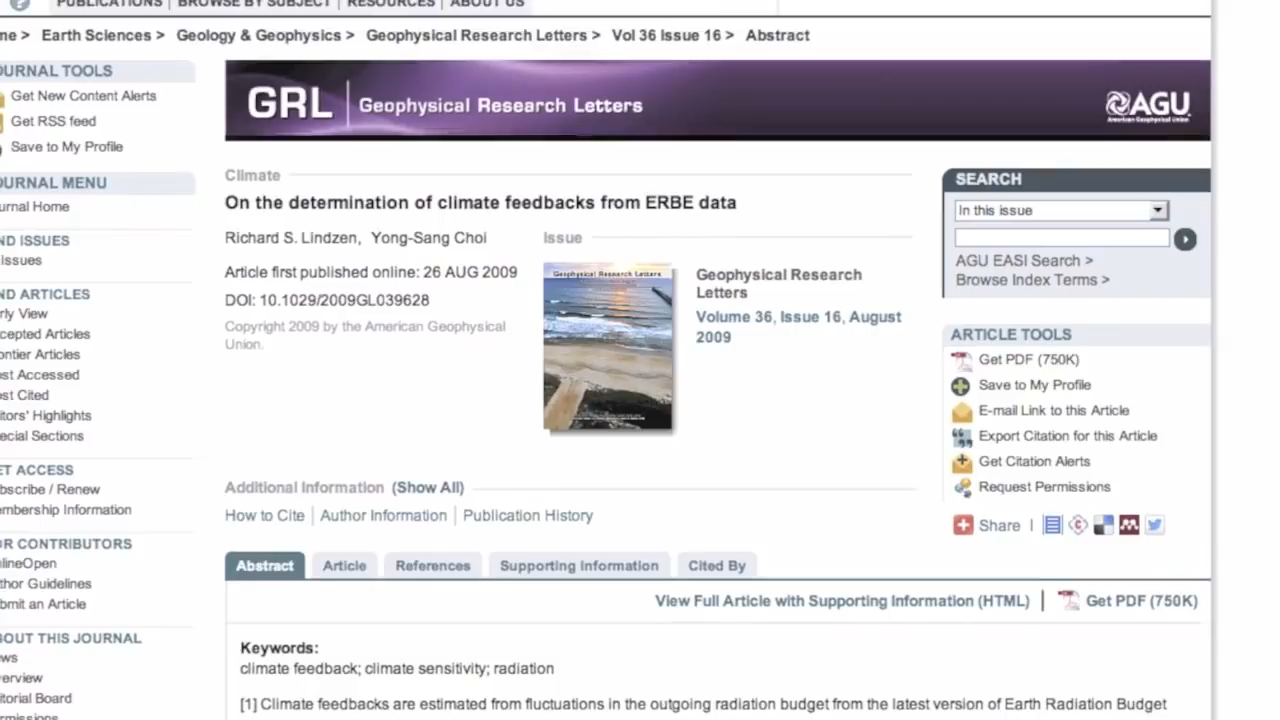 PUBLICATIONS | BROWSE BY SUBJECT | RESOURCES | ABOUT US
me > Earth Sciences > Geology & Geophysics > Geophysical Research Letters > Vol 36 Issue 16 > Abstract
OURNAL TOOLS
Get New Content Alerts
Get RSS feed
Save to My Profile
OURNAL MENU
urnal Home
ND ISSUES
Issues
ND ARTICLES
rly View
cepted Articles
ontier Articles
st Accessed
st Cited
itors' Highlights
ecial Sections
ET ACCESS
bscribe / Renew
embership Information
OR CONTRIBUTORS
lineOpen
thor Guidelines
bmit an Article
BOUT THIS JOURNAL
ws
erview
itorial Board
rmissions
GRL | Geophysical Research Letters
AGU
American Geophysical Union
Climate
On the determination of climate feedbacks from ERBE data
Richard S. Lindzen, Yong-Sang Choi
Article first published online: 26 AUG 2009
DOI: 10.1029/2009GL039628
Copyright 2009 by the American Geophysical
Union.
Issue
Geophysical Research Letters
Geophysical Research
Letters
Volume 36, Issue 16, August
2009
Additional Information (Show All)
How to Cite | Author Information | Publication History
Abstract Article References Supporting Information Cited By
View Full Article with Supporting Information (HTML) | Get PDF (750K)
Keywords:
climate feedback; climate sensitivity; radiation
[1] Climate feedbacks are estimated from fluctuations in the outgoing radiation budget from the latest version of Earth Radiation Budget
SEARCH
In this issue
AGU EASI Search >
Browse Index Terms >
ARTICLE TOOLS
Get PDF (750K)
Save to My Profile
E-mail Link to this Article
Export Citation for this Article
Get Citation Alerts
Request Permissions
Share |